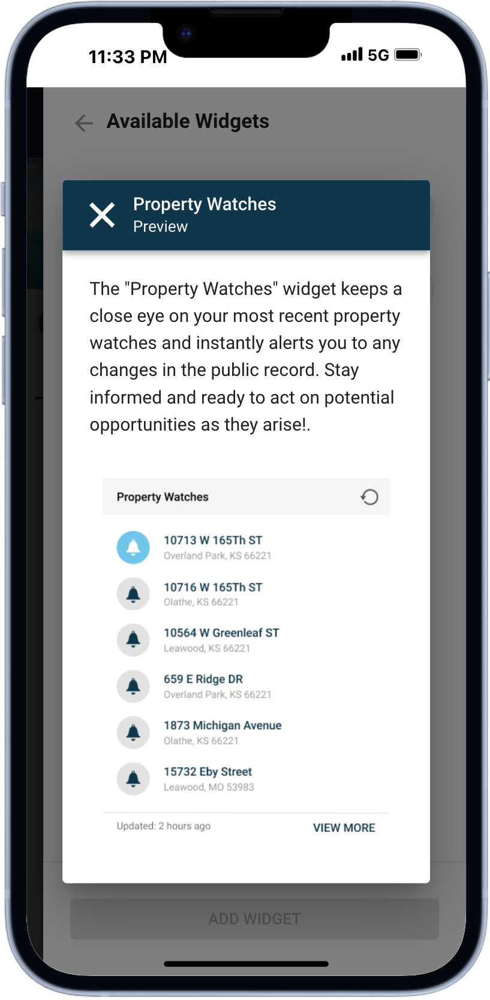 11:33 PM
5G
Available Widgets
Property Watches
Preview
The "Property Watches" widget keeps a
close eye on your most recent property
watches and instantly alerts you to any
changes in the public record. Stay
informed and ready to act on potential
opportunities as they arise!.
Property Watches
10713 W 165Th ST
Overland Park, KS 66221
10716 W 165Th ST
Olathe, KS 66221
10564 W Greenleaf ST
Leawood, KS 66221
659 E Ridge DR
Overland Park, KS 66221
1873 Michigan Avenue
Olathe, KS 66221
15732 Eby Street
Leawood, MO 53983
Updated: 2 hours ago
VIEW MORE
ADD WIDGET